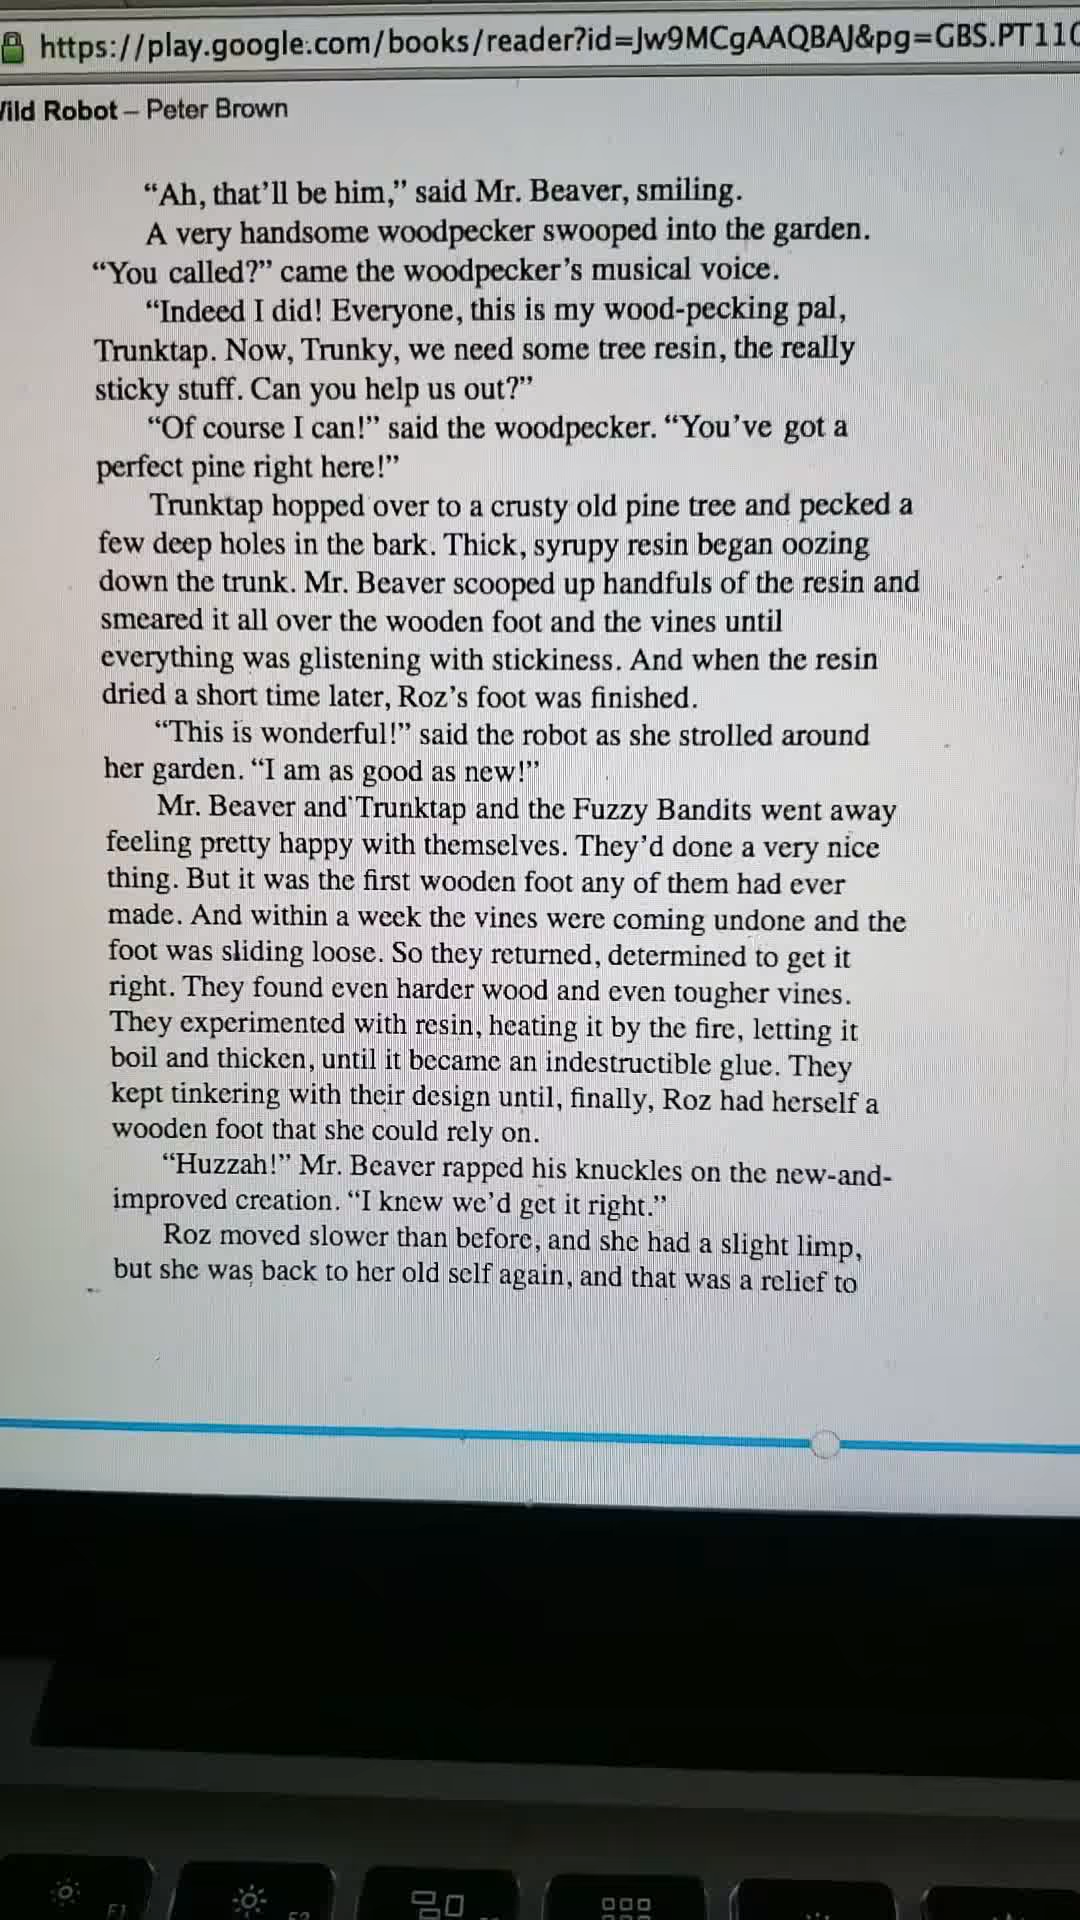 https://play.google.com/books/reader?id=Jw9MCgAAQBAJ&pg=GBS.PT110
Wild Robot – Peter Brown
“Ah, that’ll be him,” said Mr. Beaver, smiling.
A very handsome woodpecker swooped into the garden.
“You called?” came the woodpecker’s musical voice.
“Indeed I did! Everyone, this is my wood-pecking pal,
Trunktap. Now, Trunky, we need some tree resin, the really
sticky stuff. Can you help us out?”
“Of course I can!” said the woodpecker. “You’ve got a
perfect pine right here!”
Trunktap hopped over to a crusty old pine tree and pecked a
few deep holes in the bark. Thick, syrupy resin began oozing
down the trunk. Mr. Beaver scooped up handfuls of the resin and
smeared it all over the wooden foot and the vines until
everything was glistening with stickiness. And when the resin
dried a short time later, Roz’s foot was finished.
“This is wonderful!” said the robot as she strolled around
her garden. “I am as good as new!”
Mr. Beaver and Trunktap and the Fuzzy Bandits went away
feeling pretty happy with themselves. They’d done a very nice
thing. But it was the first wooden foot any of them had ever
made. And within a week the vines were coming undone and the
foot was sliding loose. So they returned, determined to get it
right. They found even harder wood and even tougher vines.
They experimented with resin, heating it by the fire, letting it
boil and thicken, until it became an indestructible glue. They
kept tinkering with their design until, finally, Roz had herself a
wooden foot that she could rely on.
“Huzzah!” Mr. Beaver rapped his knuckles on the new-and-
improved creation. “I knew we’d get it right.”
Roz moved slower than before, and she had a slight limp,
but she was back to her old self again, and that was a relief to
F1
F2